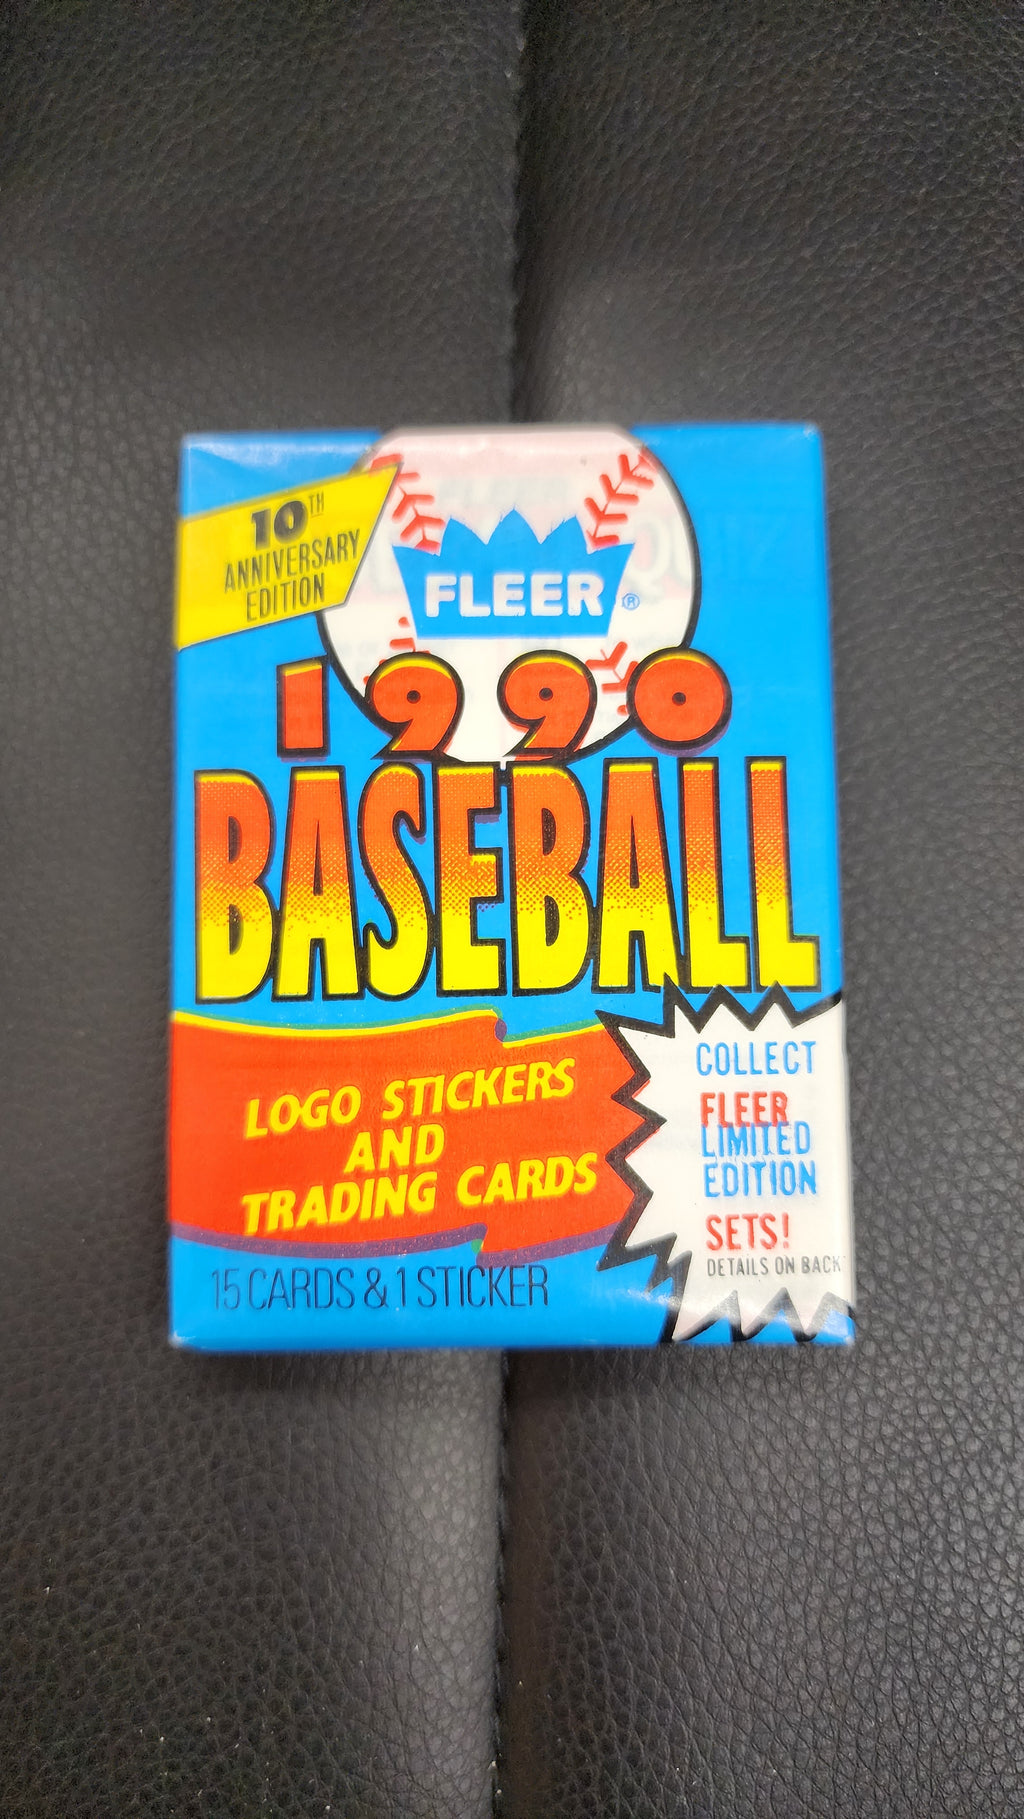 10TH
ANNIVERSARY
EDITION
FLEER®
1990
BASEBALL
LOGO STICKERS
AND
TRADING CARDS
15 CARDS & 1 STICKER
COLLECT
FLEER
LIMITED
EDITION
SETS!
DETAILS ON BACK